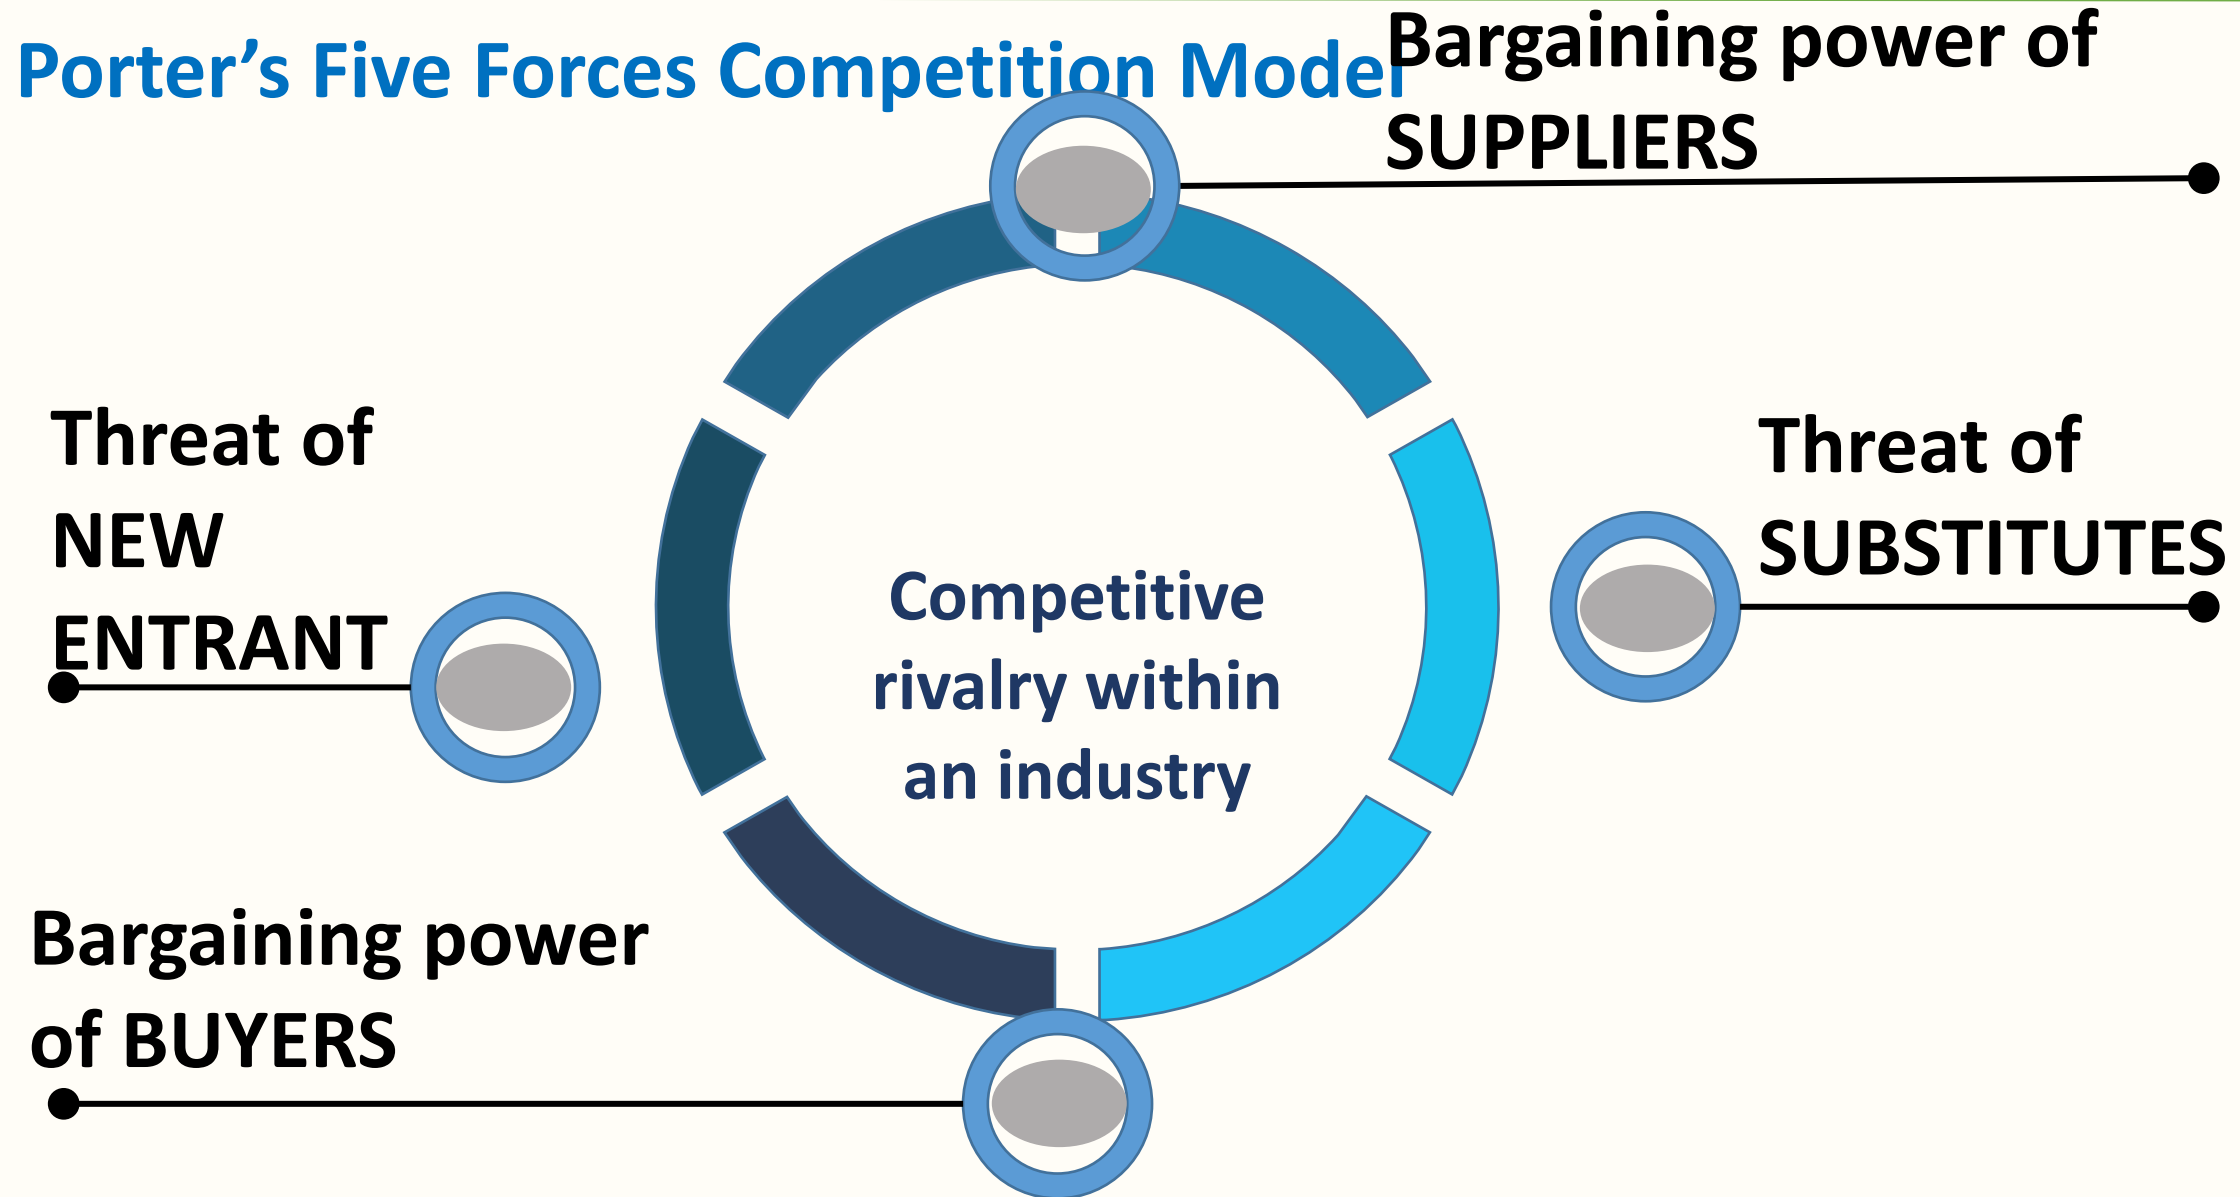 Porter’s Five Forces Competition Model
Bargaining power of
SUPPLIERS
Threat of
NEW
ENTRANT
Threat of
SUBSTITUTES
Competitive
rivalry within
an industry
Bargaining power
of BUYERS